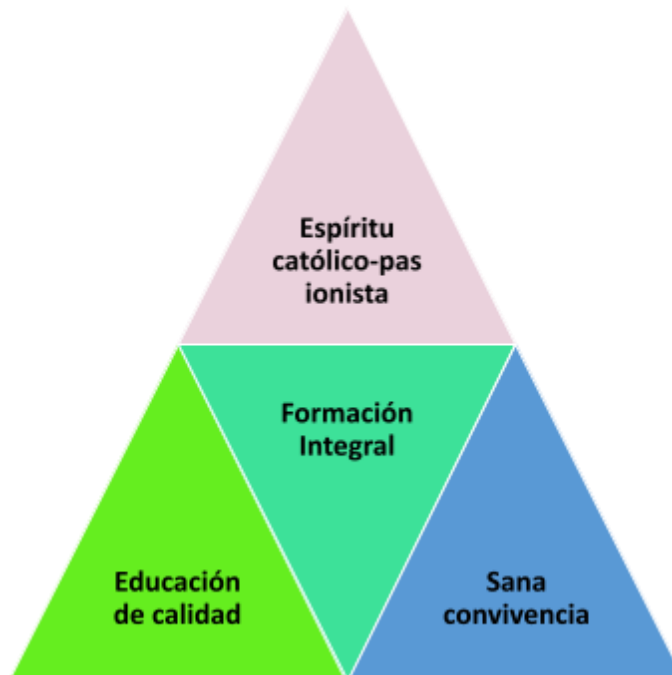 Espíritu
católico-pas
ionista
Formación
Integral
Educación
de calidad
Sana
convivencia